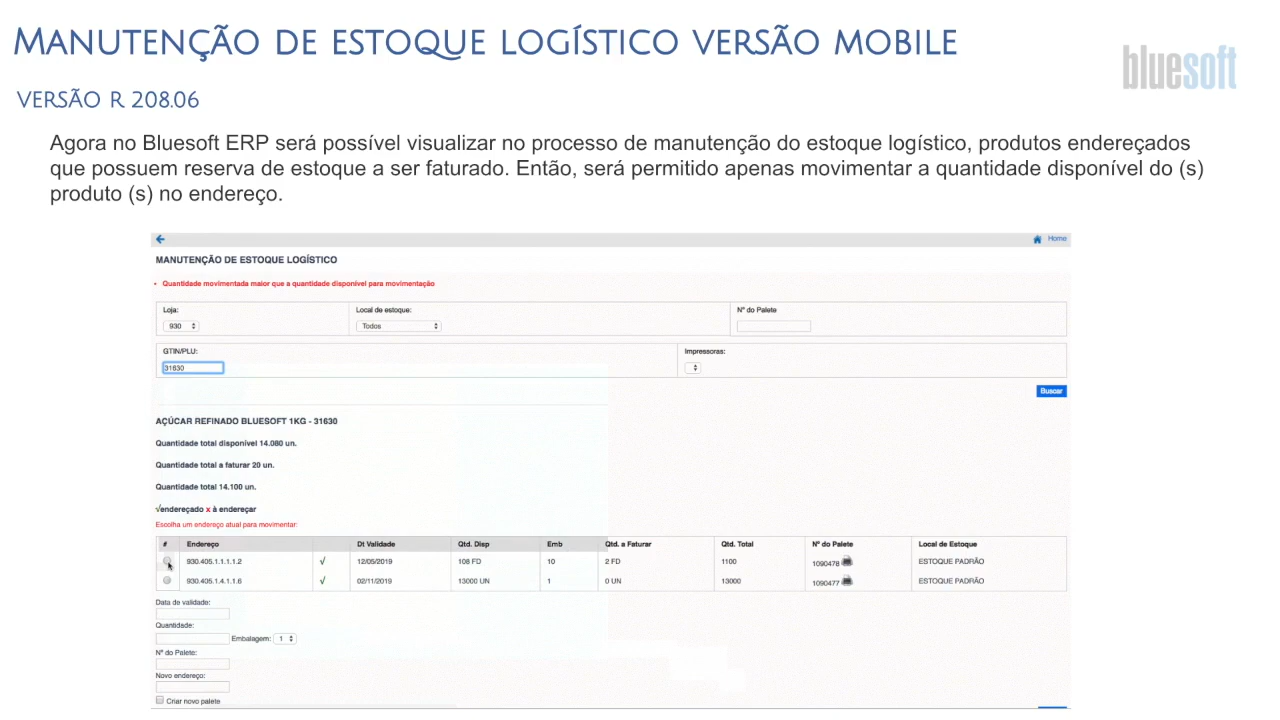 MANUTENÇÃO DE ESTOQUE LOGÍSTICO VERSÃO MOBILE
bluesoft
VERSÃO R 208.06
Agora no Bluesoft ERP será possível visualizar no processo de manutenção do estoque logístico, produtos endereçados
que possuem reserva de estoque a ser faturado. Então, será permitido apenas movimentar a quantidade disponível do (s)
produto (s) no endereço.
Home
MANUTENÇÃO DE ESTOQUE LOGÍSTICO
• Quantidade movimentada maior que a quantidade disponível para movimentação
Loja: Local de estoque: Nº do Palete
930 Todos
GTIN/PLU: Impressoras:
31630
Buscar
AÇÚCAR REFINADO BLUESOFT 1KG - 31630
Quantidade total disponível 14.080 un.
Quantidade total a faturar 20 un.
Quantidade total 14.100 un.
√endereçado x à endereçar
Escolha um endereço atual para movimentar:
# Endereço Dt Validade Qtd. Disp Emb Qtd. a Faturar Qtd. Total Nº do Palete Local de Estoque
930.405.1.1.1.1.2 √ 12/05/2019 108 FD 10 2 FD 1100 1090478 ESTOQUE PADRÃO
930.405.1.4.1.1.6 √ 02/11/2019 13000 UN 1 0 UN 13000 1090477 ESTOQUE PADRÃO
Data de validade:
Quantidade:
Embalagem: 1
Nº do Palete:
Novo endereço:
Criar novo palete